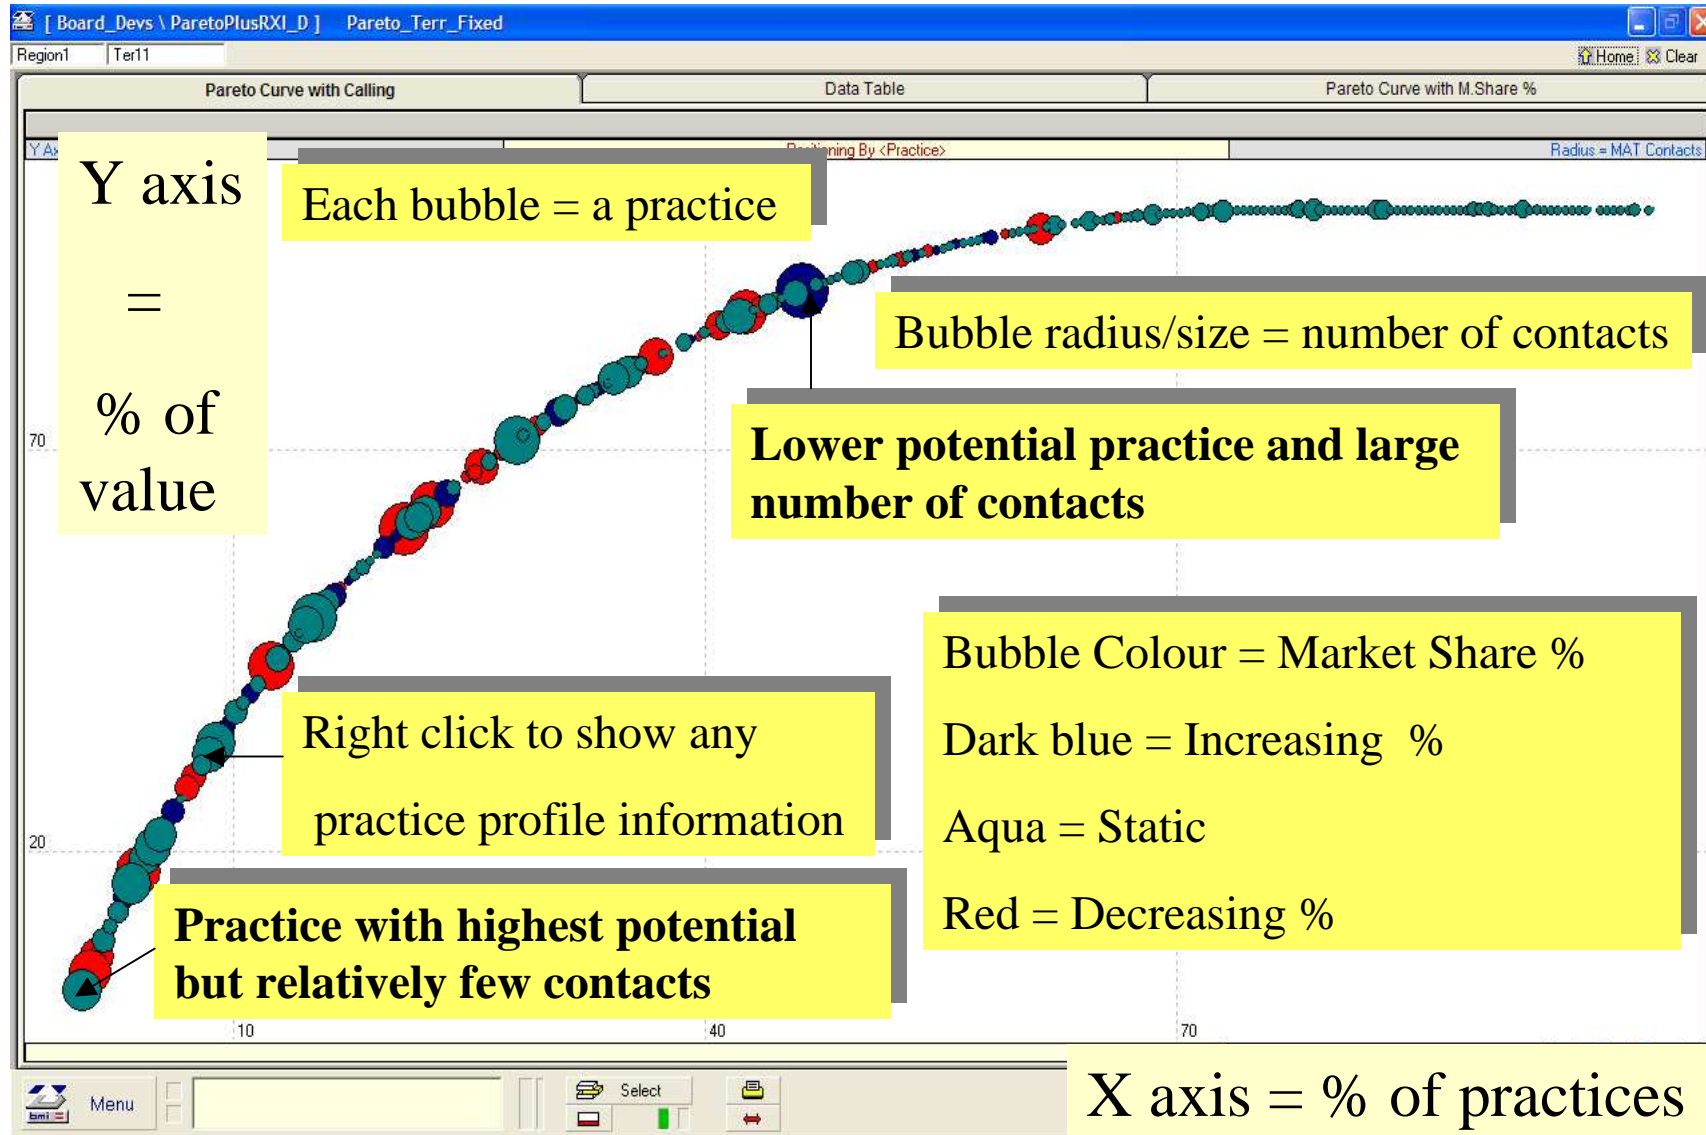 [ Board_Devs \ ParetoPlusRXI_D ] Pareto_Terr_Fixed
Region1 Ter11 Home Clear
Pareto Curve with Calling Data Table Pareto Curve with M.Share %
Y Ax By <Practice> Radius = MAT Contacts
Y axis
=
% of
value
Each bubble = a practice
Bubble radius/size = number of contacts
Lower potential practice and large
number of contacts
70
Bubble Colour = Market Share %
Dark blue = Increasing %
Aqua = Static
Red = Decreasing %
Right click to show any
practice profile information
20
Practice with highest potential
but relatively few contacts
10 40 70
X axis = % of practices
bmi = Menu Select